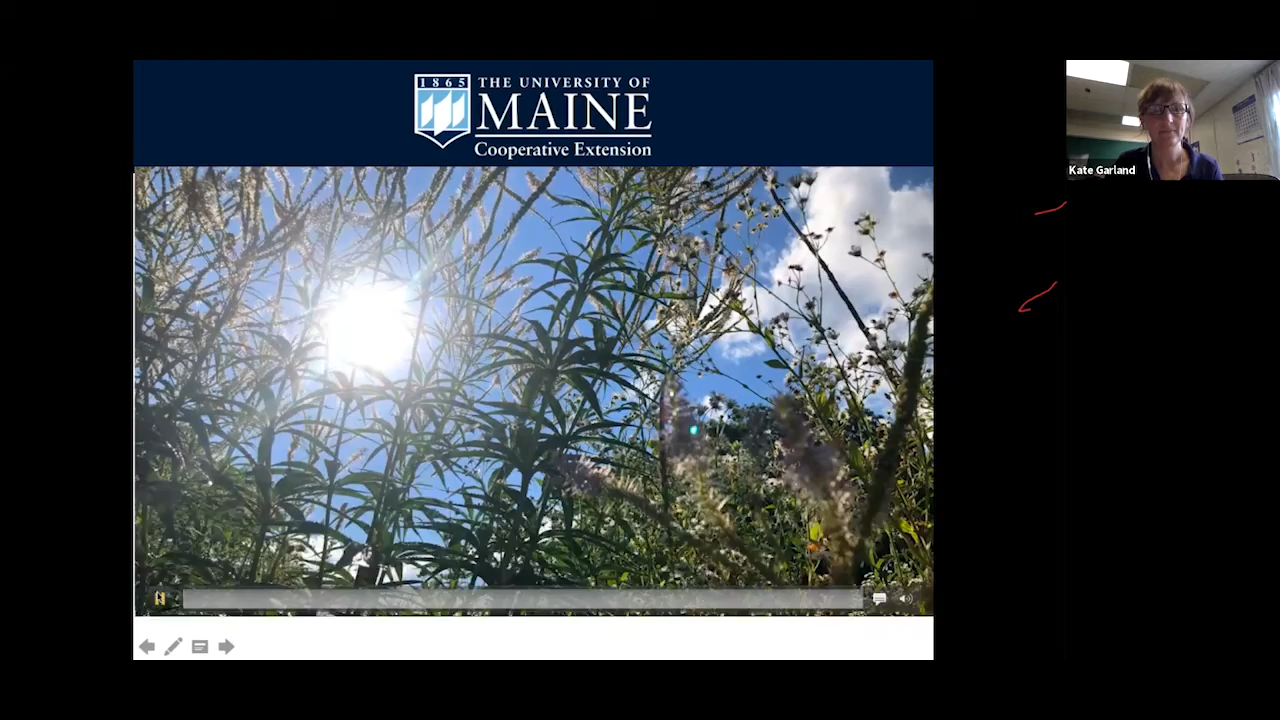 1865
THE UNIVERSITY OF
MAINE
Cooperative Extension
Kate Garland